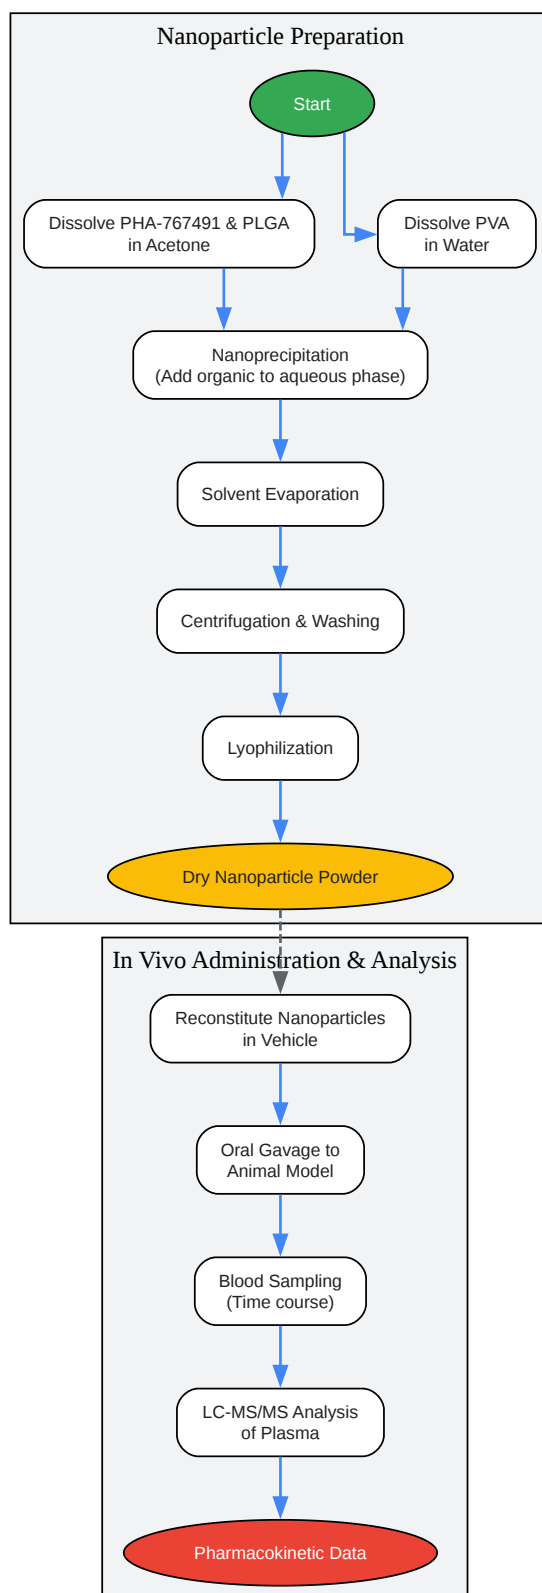 Nanoparticle Preparation
Start
Dissolve PHA-767491 & PLGA
in Acetone
Dissolve PVA
in Water
Nanoprecipitation
(Add organic to aqueous phase)
Solvent Evaporation
Centrifugation & Washing
Lyophilization
Dry Nanoparticle Powder
In Vivo Administration & Analysis
Reconstitute Nanoparticles
in Vehicle
Oral Gavage to
Animal Model
Blood Sampling
(Time course)
LC-MS/MS Analysis
of Plasma
Pharmacokinetic Data